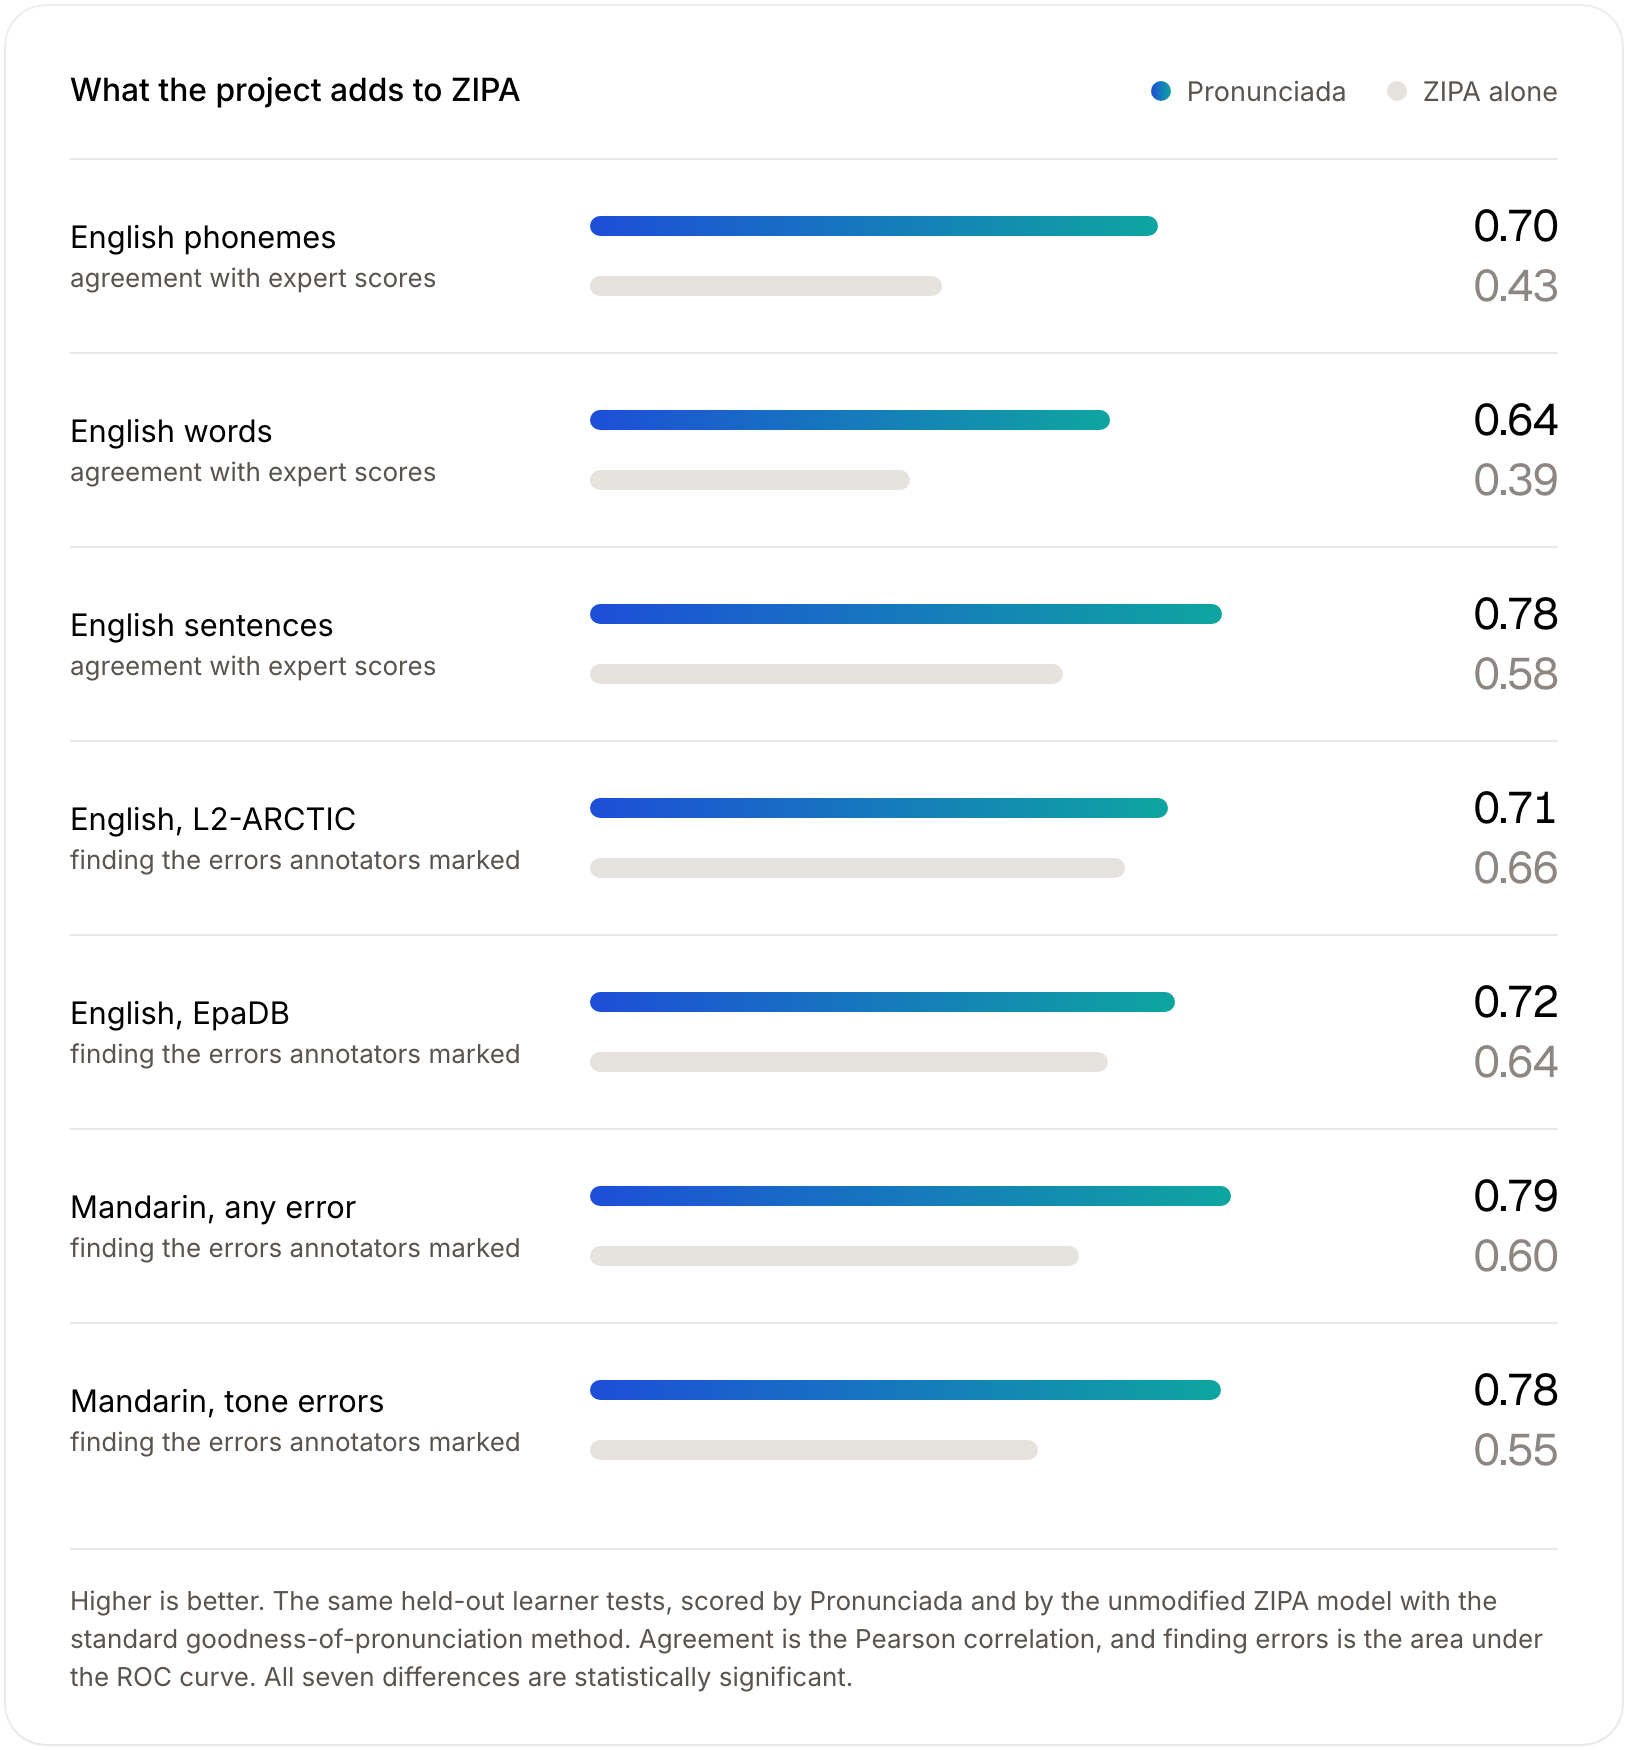 What the project adds to ZIPA
Pronunciada
ZIPA alone
English phonemes
agreement with expert scores
0.70
0.43
English words
agreement with expert scores
0.64
0.39
English sentences
agreement with expert scores
0.78
0.58
English, L2-ARCTIC
finding the errors annotators marked
0.71
0.66
English, EpaDB
finding the errors annotators marked
0.72
0.64
Mandarin, any error
finding the errors annotators marked
0.79
0.60
Mandarin, tone errors
finding the errors annotators marked
0.78
0.55
Higher is better. The same held-out learner tests, scored by Pronunciada and by the unmodified ZIPA model with the
standard goodness-of-pronunciation method. Agreement is the Pearson correlation, and finding errors is the area under
the ROC curve. All seven differences are statistically significant.